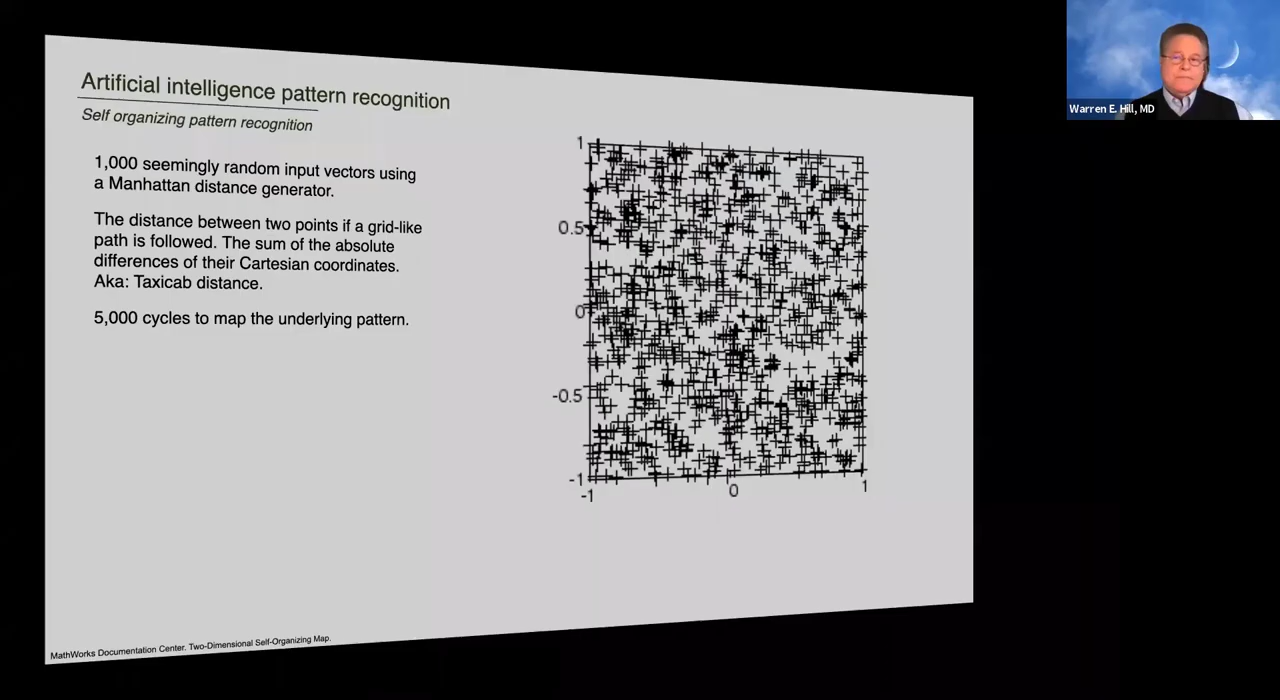 Artificial intelligence pattern recognition
Self organizing pattern recognition
1,000 seemingly random input vectors using
a Manhattan distance generator.
The distance between two points if a grid-like
path is followed. The sum of the absolute
differences of their Cartesian coordinates.
Aka: Taxicab distance.
5,000 cycles to map the underlying pattern.
1
0.5
0
-0.5
-1
-1
0
1
MathWorks Documentation Center. Two-Dimensional Self-Organizing Map.
Warren E. Hill, MD